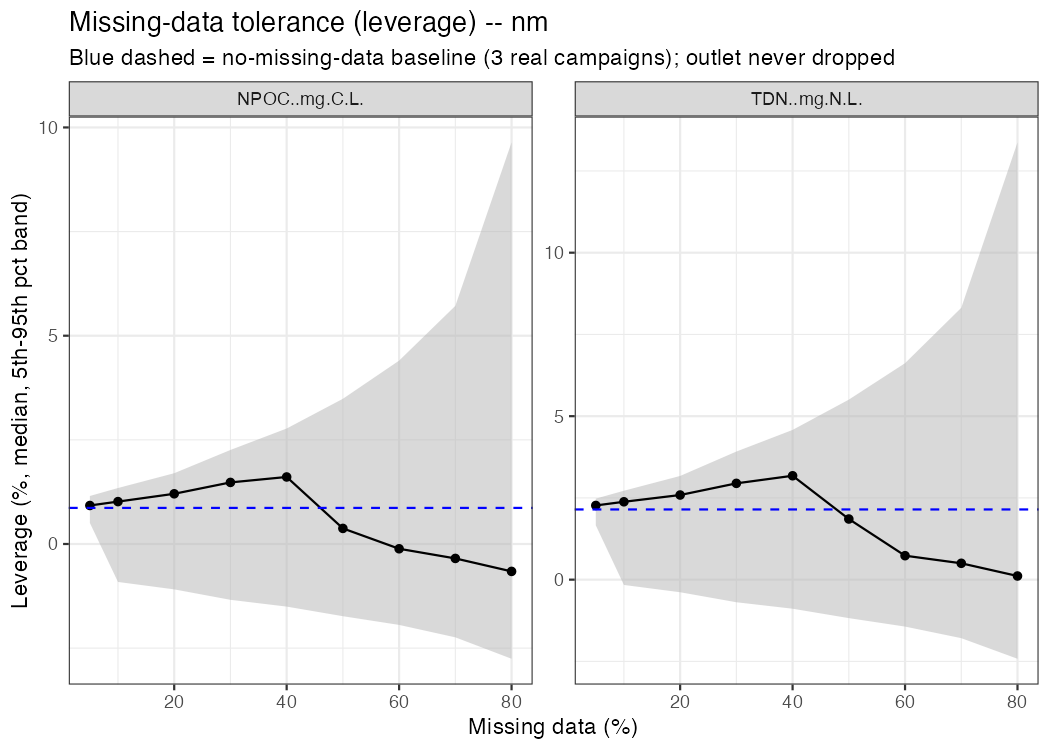 Missing-data tolerance (leverage) -- nm
Blue dashed = no-missing-data baseline (3 real campaigns); outlet never dropped
NPOC..mg.C.L.
TDN..mg.N.L.
Leverage (%, median, 5th-95th pct band)
10
5
0
10
5
0
20 40 60 80
20 40 60 80
Missing data (%)